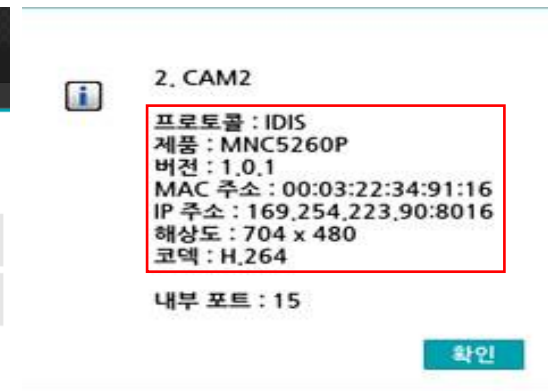 2. CAM2
프로토콜 : IDIS
제품 : MNC5260P
버전 : 1.0.1
MAC 주소 : 00:03:22:34:91:16
IP 주소 : 169.254.223.90:8016
해상도 : 704 x 480
코덱 : H.264
내부 포트 : 15
확인